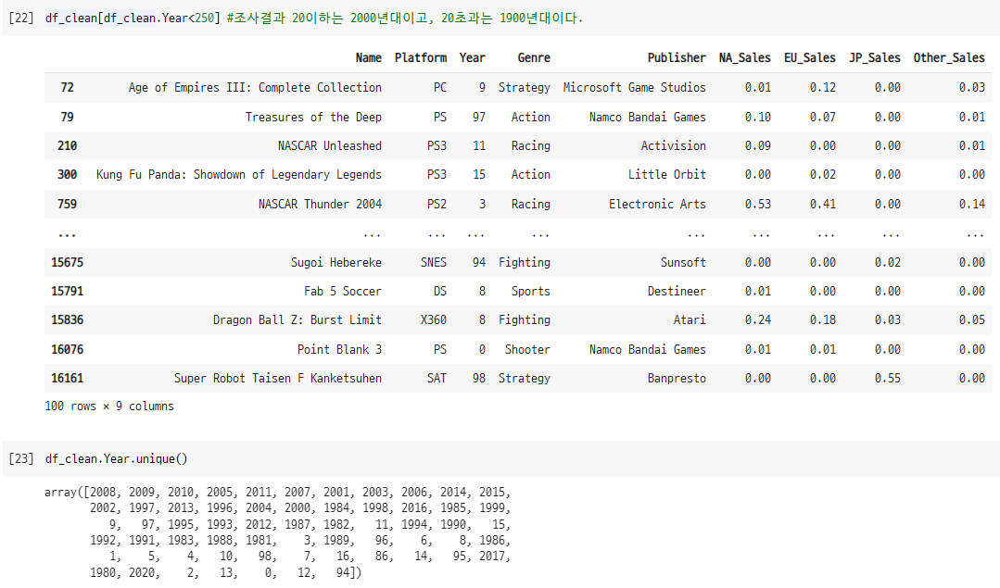 [22] df_clean[df_clean.Year<250] #조사결과 20이하는 2000년대이고, 20초과는 1900년대이다.
Name Platform Year Genre Publisher NA_Sales EU_Sales JP_Sales Other_Sales
72 Age of Empires III: Complete Collection PC 9 Strategy Microsoft Game Studios 0.01 0.12 0.00 0.03
79 Treasures of the Deep PS 97 Action Namco Bandai Games 0.10 0.07 0.00 0.01
210 NASCAR Unleashed PS3 11 Racing Activision 0.09 0.00 0.00 0.01
300 Kung Fu Panda: Showdown of Legendary Legends PS3 15 Action Little Orbit 0.00 0.02 0.00 0.00
759 NASCAR Thunder 2004 PS2 3 Racing Electronic Arts 0.53 0.41 0.00 0.14
... ... ... ... ... ... ... ... ... ...
15675 Sugoi Hebereke SNES 94 Fighting Sunsoft 0.00 0.00 0.02 0.00
15791 Fab 5 Soccer DS 8 Sports Destineer 0.01 0.00 0.00 0.00
15836 Dragon Ball Z: Burst Limit X360 8 Fighting Atari 0.24 0.18 0.03 0.05
16076 Point Blank 3 PS 0 Shooter Namco Bandai Games 0.01 0.01 0.00 0.00
16161 Super Robot Taisen F Kanketsuhen SAT 98 Strategy Banpresto 0.00 0.00 0.55 0.00
100 rows × 9 columns
[23] df_clean.Year.unique()
array([2008, 2009, 2010, 2005, 2011, 2007, 2001, 2003, 2006, 2014, 2015,
2002, 1997, 2013, 1996, 2004, 2000, 1984, 1998, 2016, 1985, 1999,
9, 97, 1995, 1993, 2012, 1987, 1982, 11, 1994, 1990, 15,
1992, 1991, 1983, 1988, 1981, 3, 1989, 96, 6, 8, 1986,
1, 5, 4, 10, 98, 7, 16, 86, 14, 95, 2017,
1980, 2020, 2, 13, 0, 12, 94])